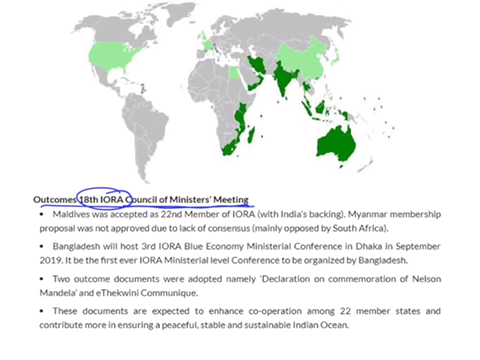 Outcomes 18th IORA Council of Ministers' Meeting
• Maldives was accepted as 22nd Member of IORA (with India's backing). Myanmar membership
proposal was not approved due to lack of consensus (mainly opposed by South Africa).
• Bangladesh will host 3rd IORA Blue Economy Ministerial Conference in Dhaka in September
2019. It be the first ever IORA Ministerial level Conference to be organized by Bangladesh.
• Two outcome documents were adopted namely 'Declaration on commemoration of Nelson
Mandela' and eThekwini Communique.
• These documents are expected to enhance co-operation among 22 member states and
contribute more in ensuring a peaceful, stable and sustainable Indian Ocean.